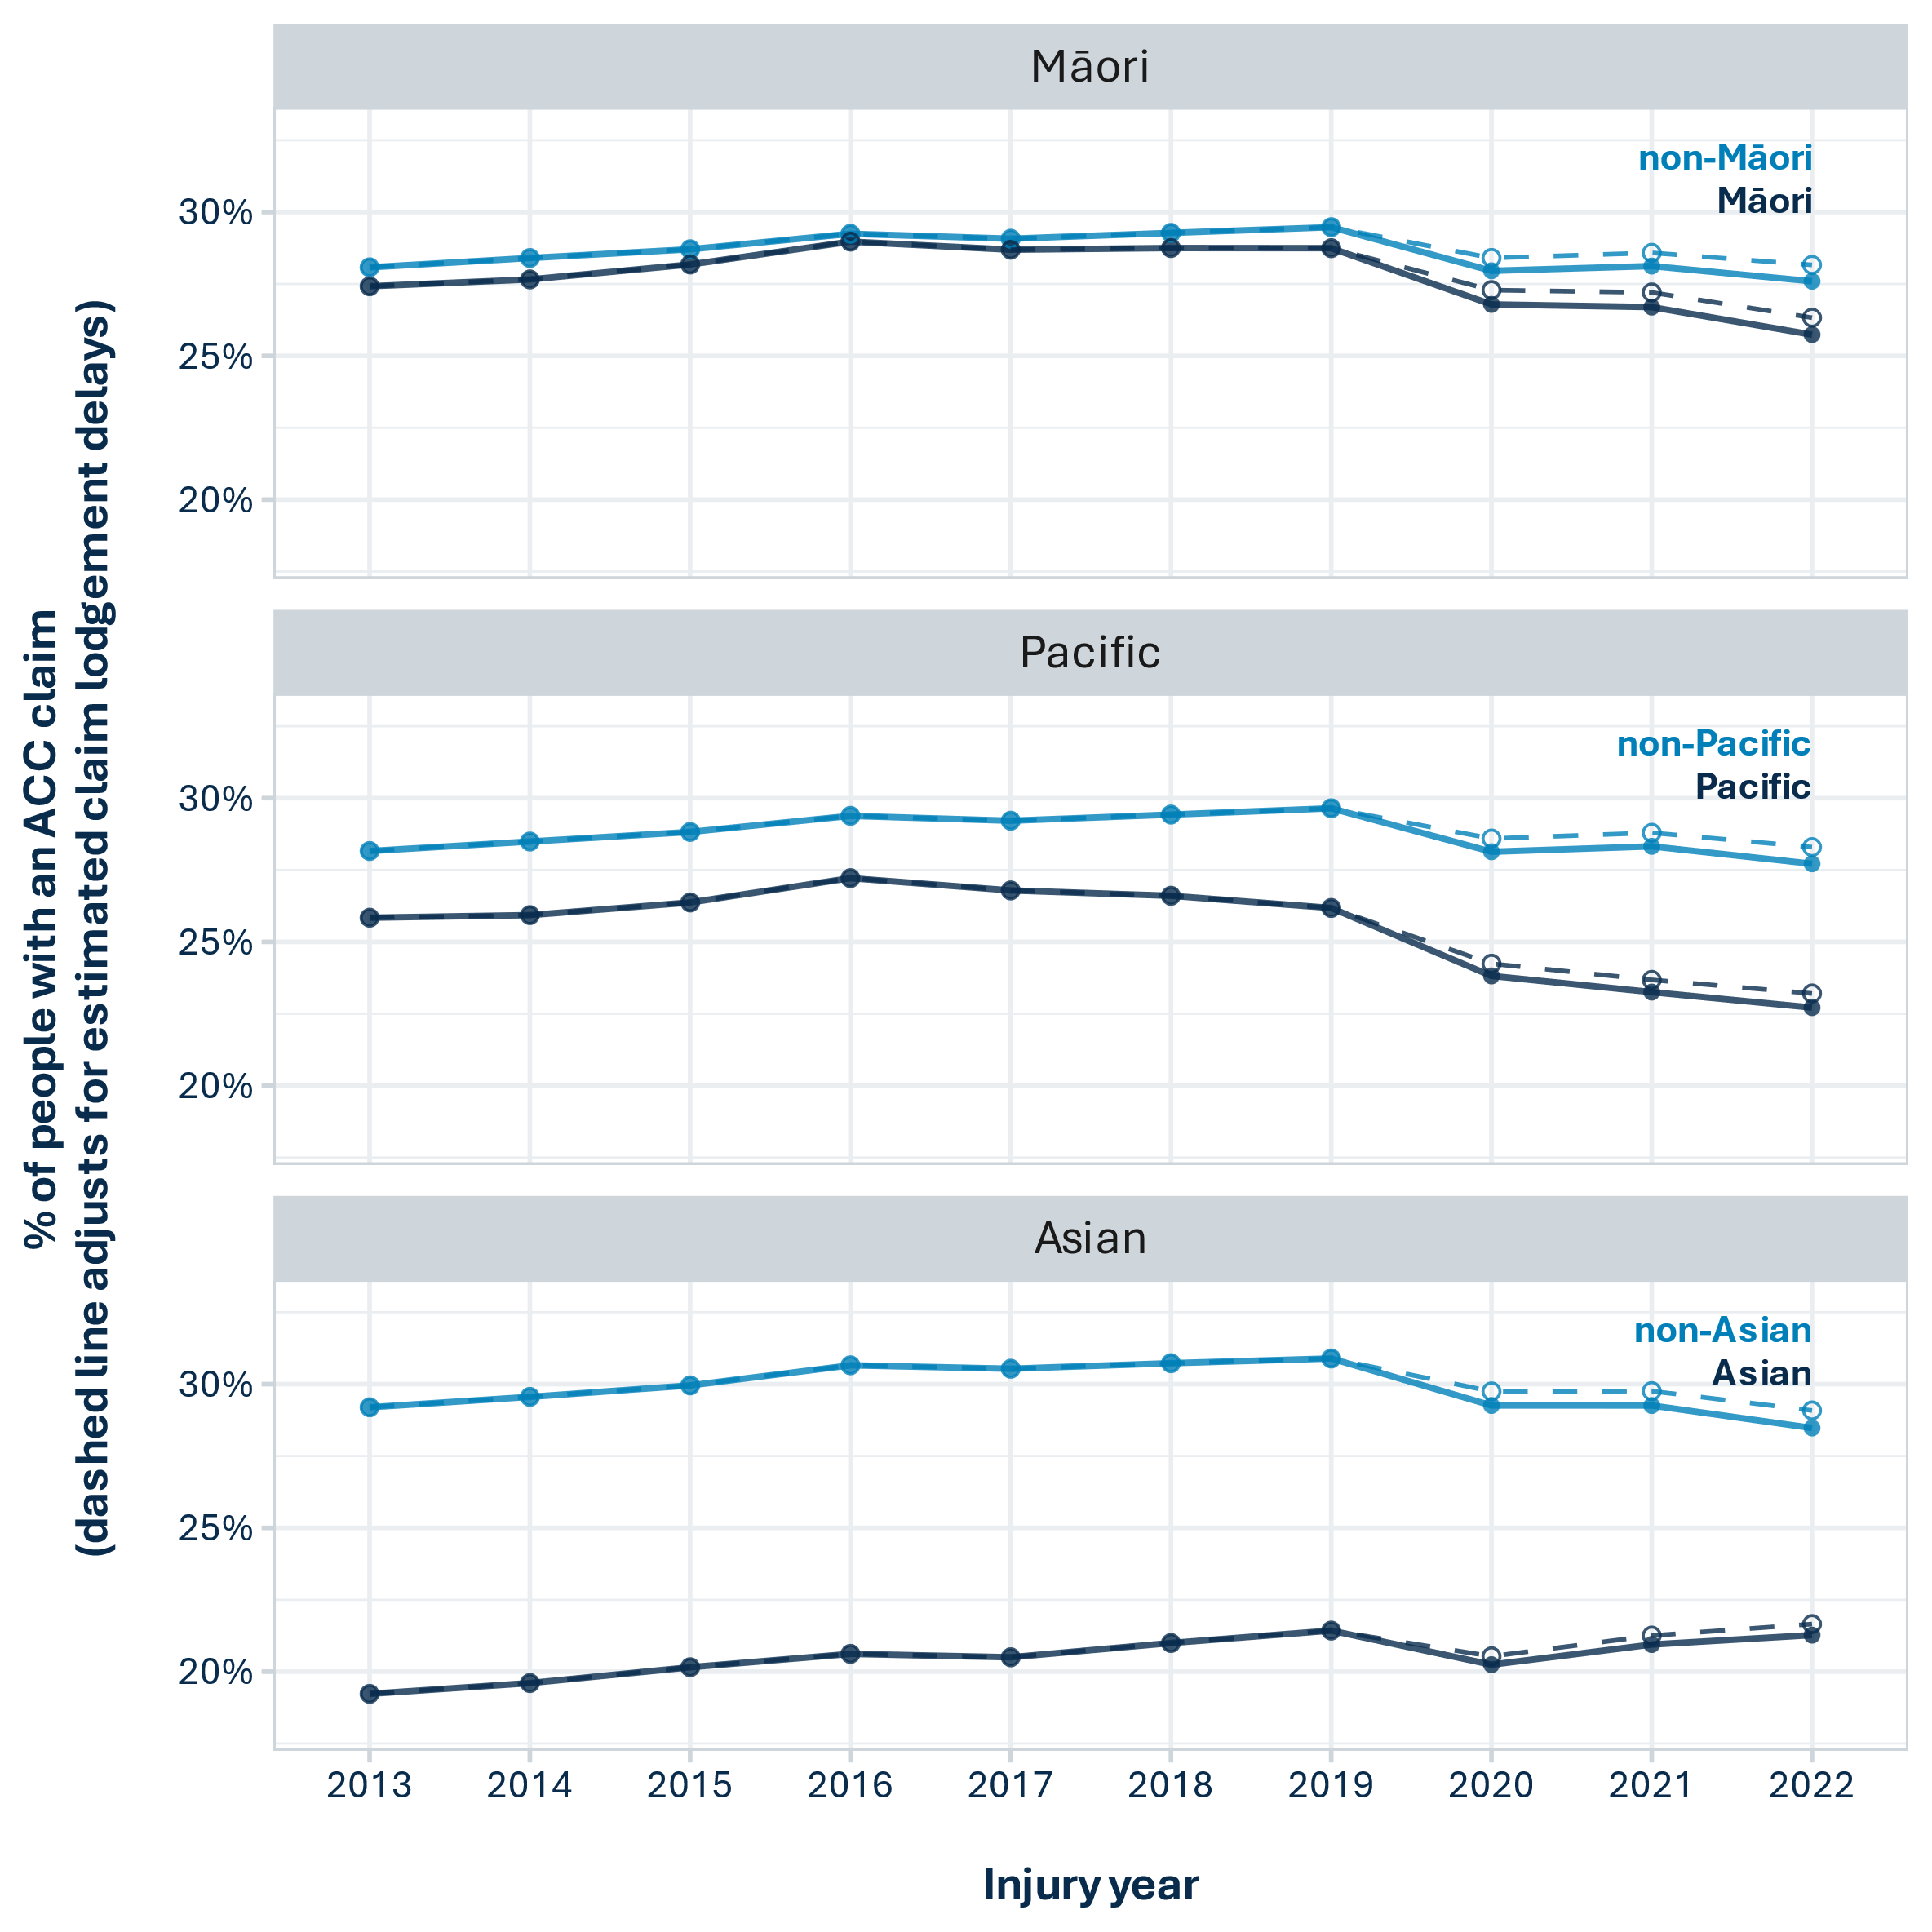 % of people with an ACC claim
(dashed line adjusts for estimated claim lodgement delays)
Māori
non-Māori
Māori
30%
25%
20%
Pacific
non-Pacific
Pacific
30%
25%
20%
Asian
non-Asian
Asian
30%
25%
20%
2013 2014 2015 2016 2017 2018 2019 2020 2021 2022
Injury year